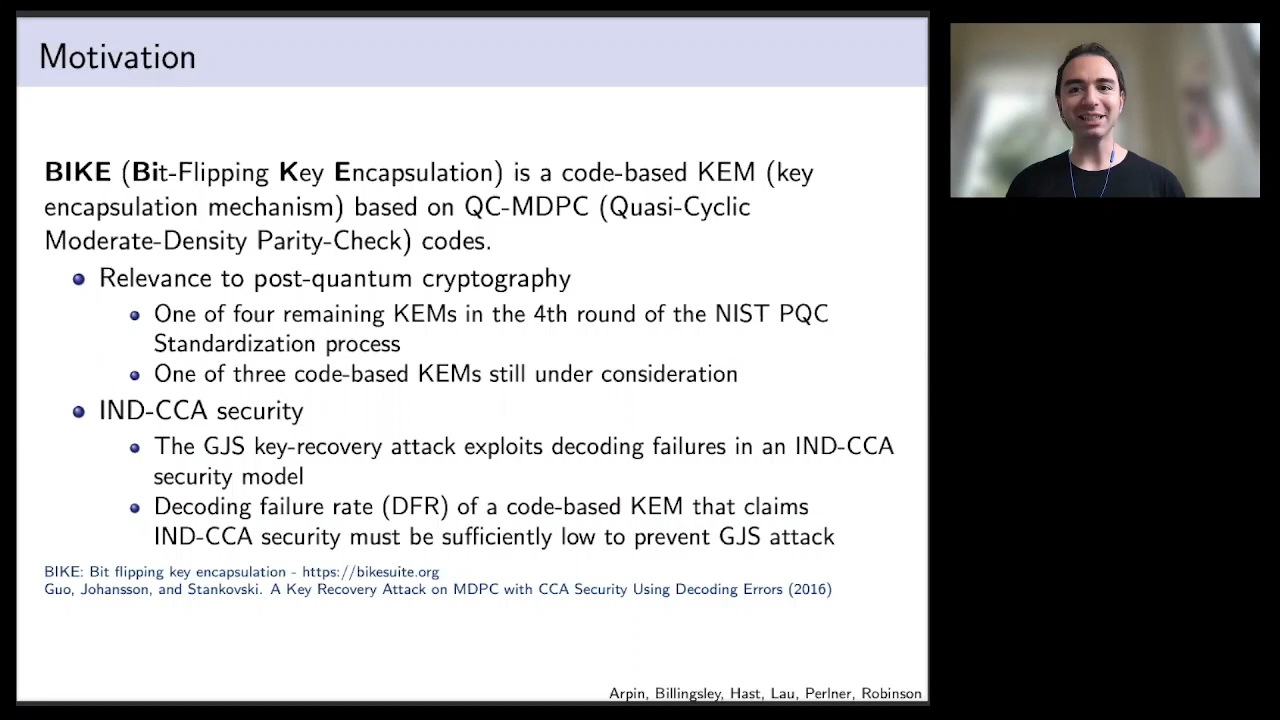 Motivation
BIKE (Bit-Flipping Key Encapsulation) is a code-based KEM (key
encapsulation mechanism) based on QC-MDPC (Quasi-Cyclic
Moderate-Density Parity-Check) codes.
Relevance to post-quantum cryptography
One of four remaining KEMs in the 4th round of the NIST PQC
Standardization process
One of three code-based KEMs still under consideration
IND-CCA security
The GJS key-recovery attack exploits decoding failures in an IND-CCA
security model
Decoding failure rate (DFR) of a code-based KEM that claims
IND-CCA security must be sufficiently low to prevent GJS attack
BIKE: Bit flipping key encapsulation - https://bikesuite.org
Guo, Johansson, and Stankovski. A Key Recovery Attack on MDPC with CCA Security Using Decoding Errors (2016)
Arpin, Billingsley, Hast, Lau, Perlner, Robinson